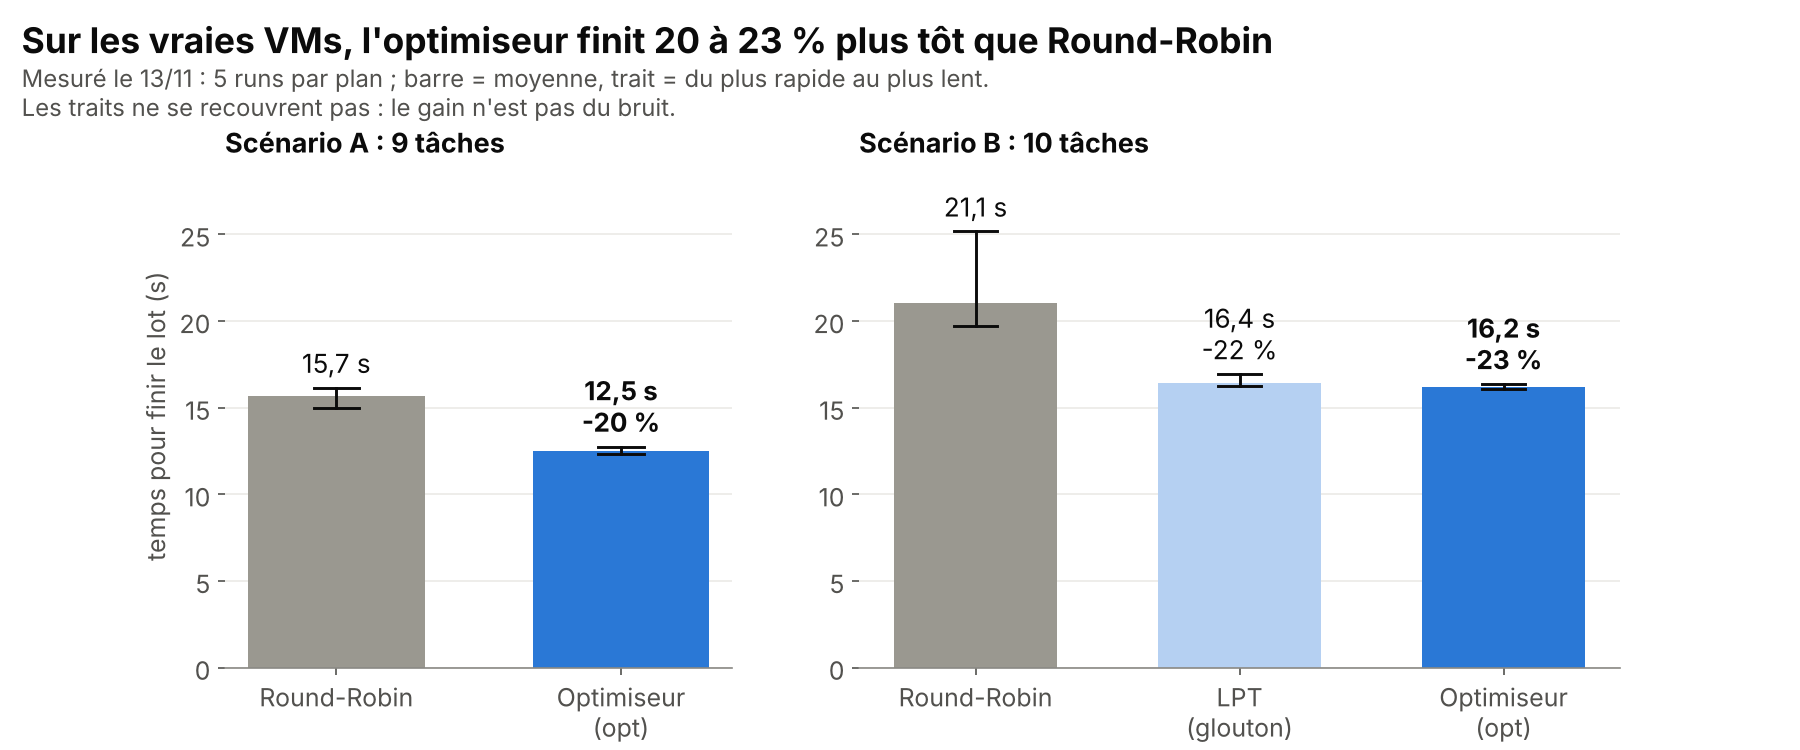 Sur les vraies VMs, l'optimiseur finit 20 à 23 % plus tôt que Round-Robin
Mesuré le 13/11 : 5 runs par plan ; barre = moyenne, trait = du plus rapide au plus lent.
Les traits ne se recouvrent pas : le gain n'est pas du bruit.
Scénario A : 9 tâches
temps pour finir le lot (s)
25
20
15
10
5
0
15,7 s
12,5 s
-20 %
Round-Robin
Optimiseur
(opt)
Scénario B : 10 tâches
25
20
15
10
5
0
21,1 s
16,4 s
-22 %
16,2 s
-23 %
Round-Robin
LPT
(glouton)
Optimiseur
(opt)